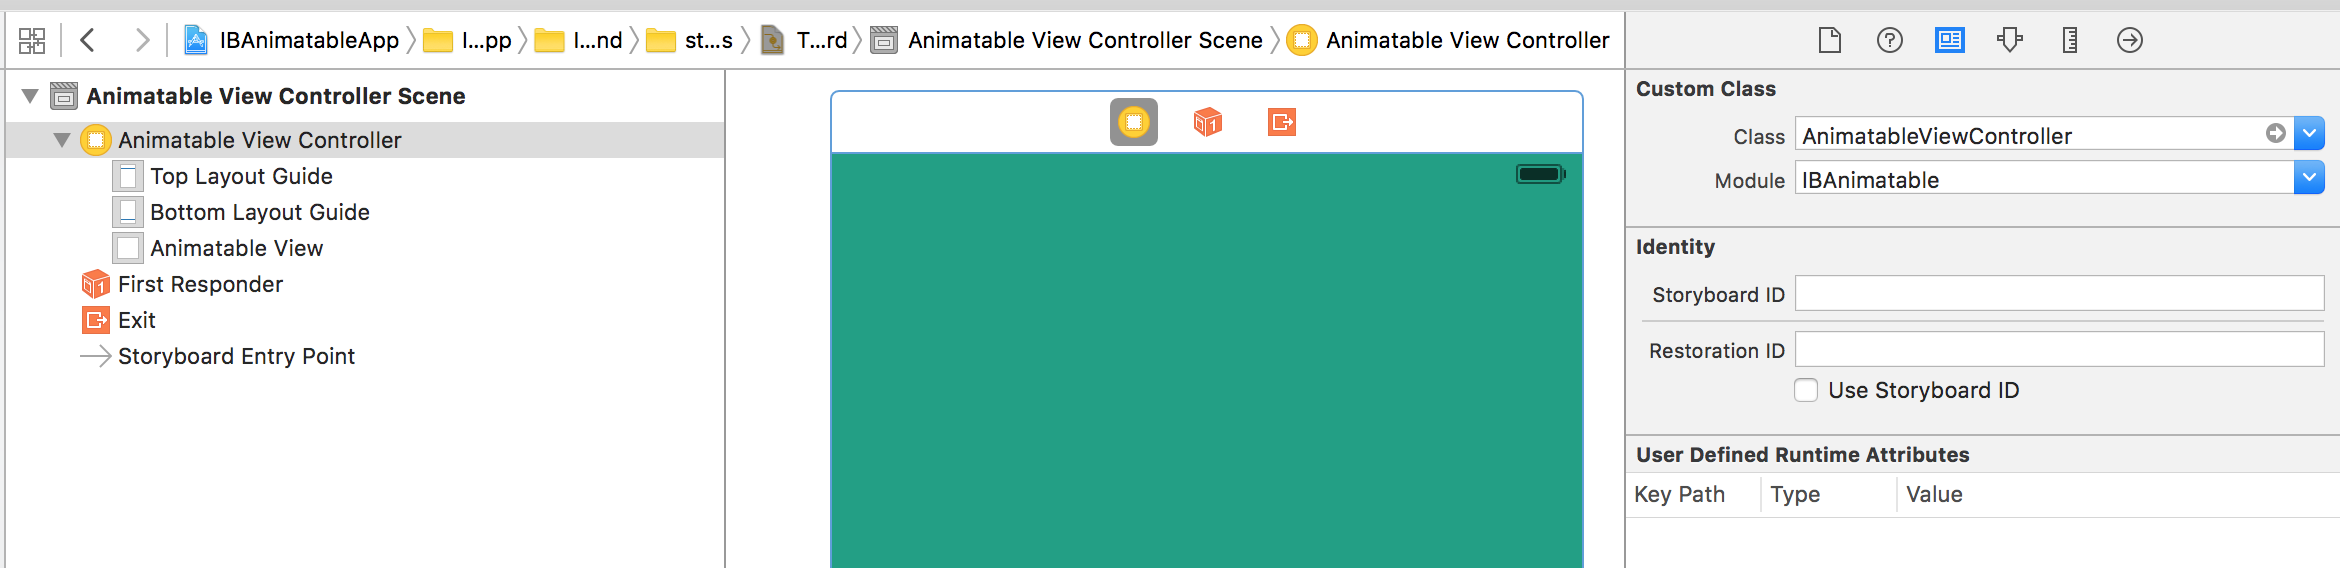 IBAnimatableApp I...pp I...nd st...s T...rd Animatable View Controller Scene Animatable View Controller
Animatable View Controller Scene
Animatable View Controller
Top Layout Guide
Bottom Layout Guide
Animatable View
First Responder
Exit
Storyboard Entry Point
Custom Class
Class AnimatableViewController
Module IBAnimatable
Identity
Storyboard ID
Restoration ID
Use Storyboard ID
User Defined Runtime Attributes
Key Path Type Value